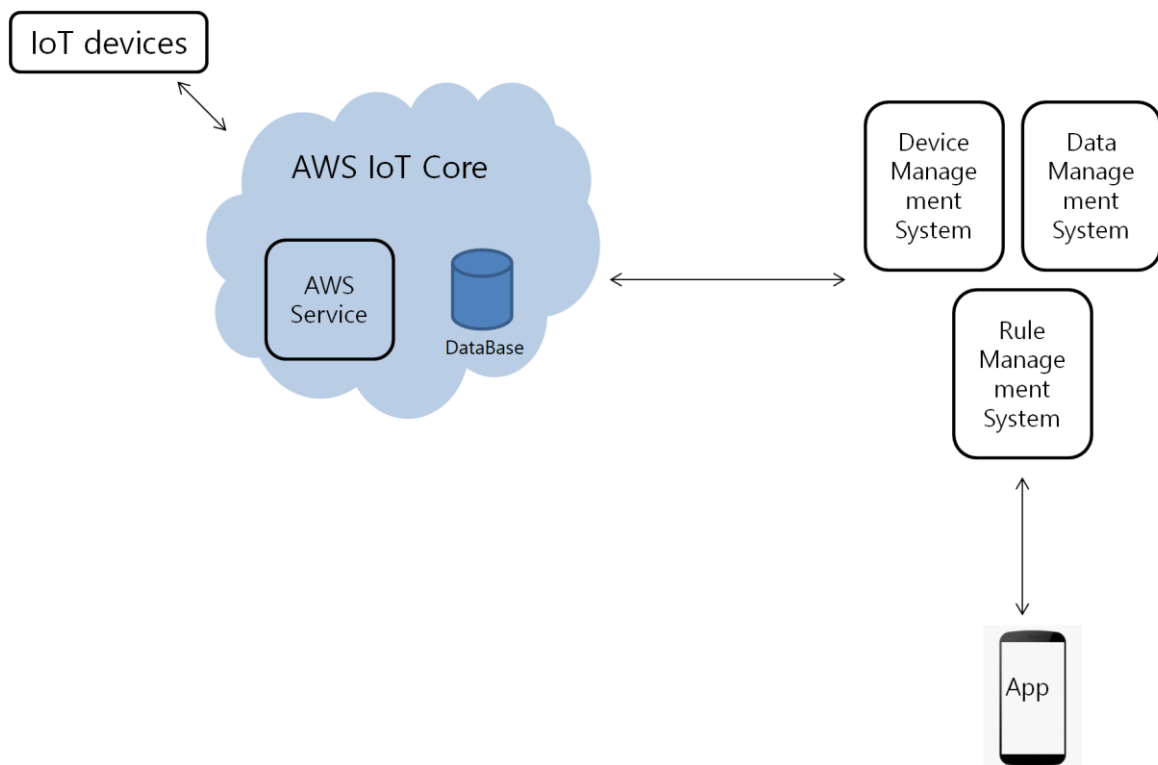 IoT devices
AWS IoT Core
AWS
Service
DataBase
Device
Manage
ment
System
Data
Manage
ment
System
Rule
Manage
ment
System
App